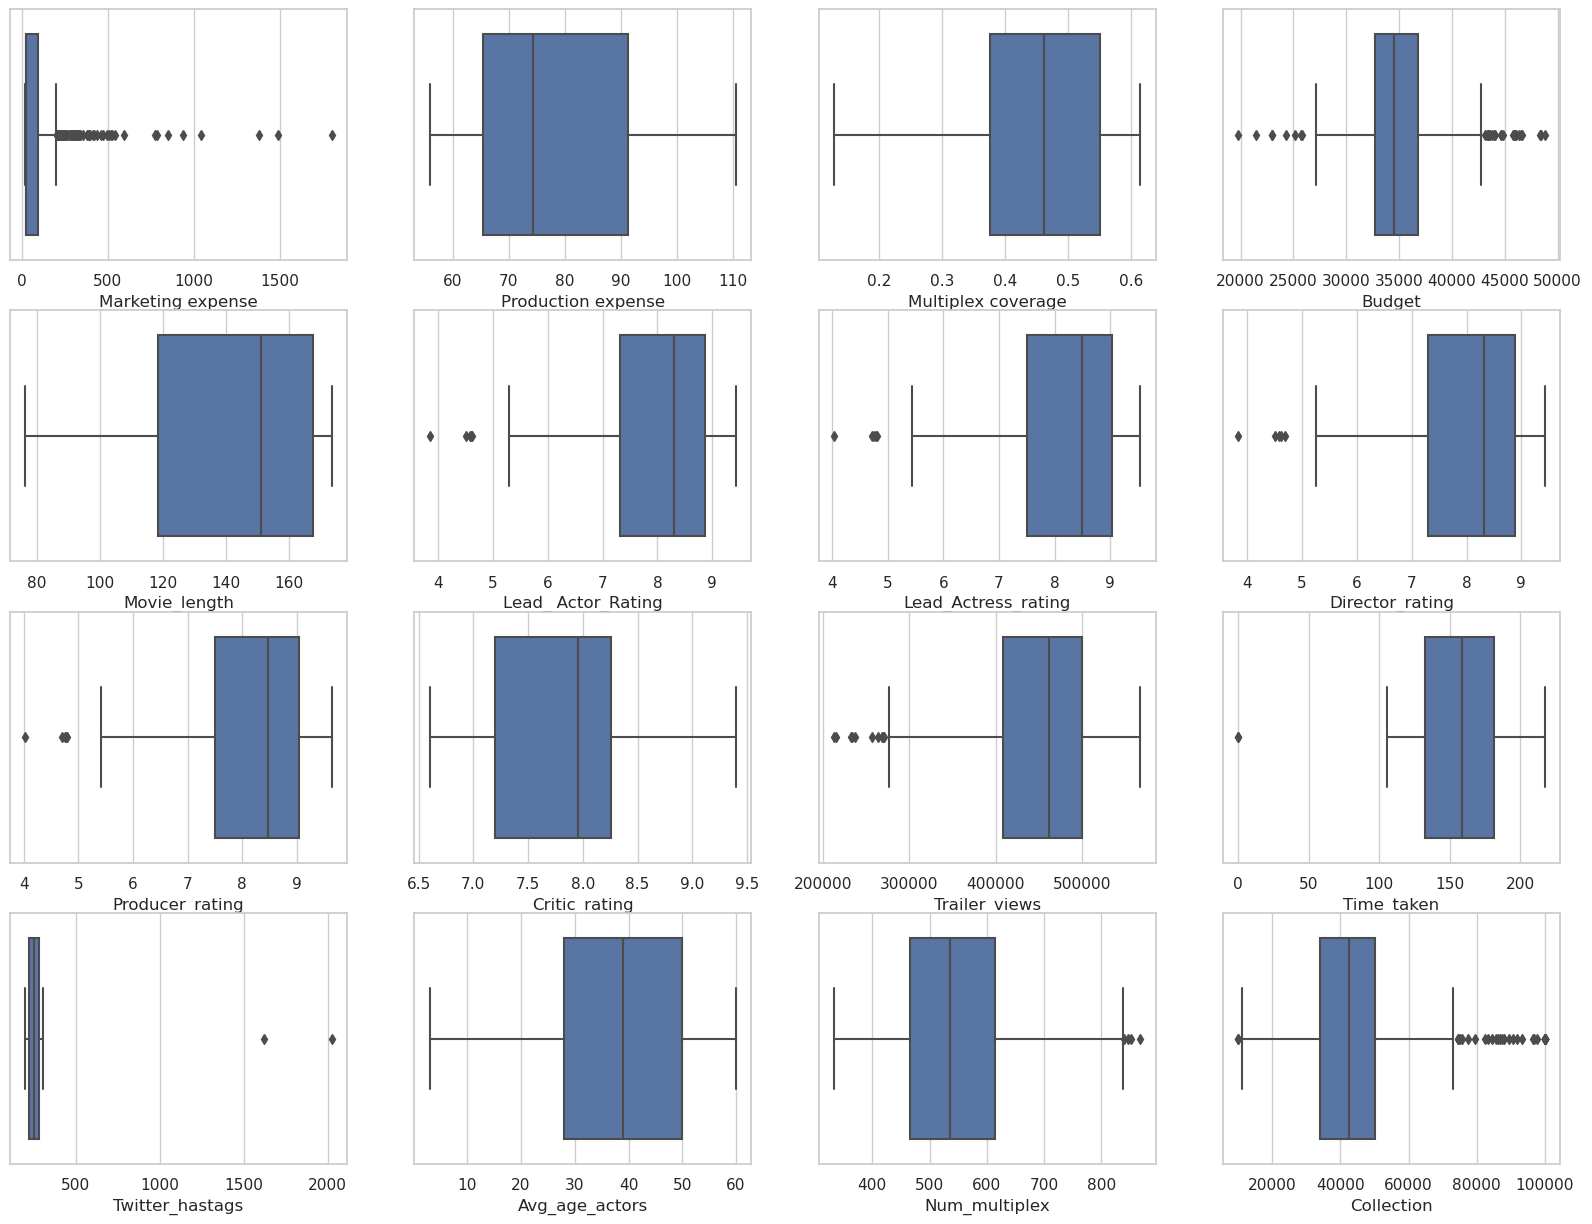 0 500 1000 1500 60 70 80 90 100 110 0.2 0.3 0.4 0.5 0.6 20000 25000 30000 35000 40000 45000 50000
Marketing expense Production expense Multiplex coverage Budget
80 100 120 140 160 4 5 6 7 8 9 4 5 6 7 8 9 4 5 6 7 8 9
Movie_length Lead_ Actor_Rating Lead_Actress_rating Director_rating
4 5 6 7 8 9 6.5 7.0 7.5 8.0 8.5 9.0 9.5 200000 300000 400000 500000 0 50 100 150 200
Producer_rating Critic_rating Trailer_views Time_taken
500 1000 1500 2000 10 20 30 40 50 60 400 500 600 700 800 20000 40000 60000 80000 100000
Twitter_hastags Avg_age_actors Num_multiplex Collection